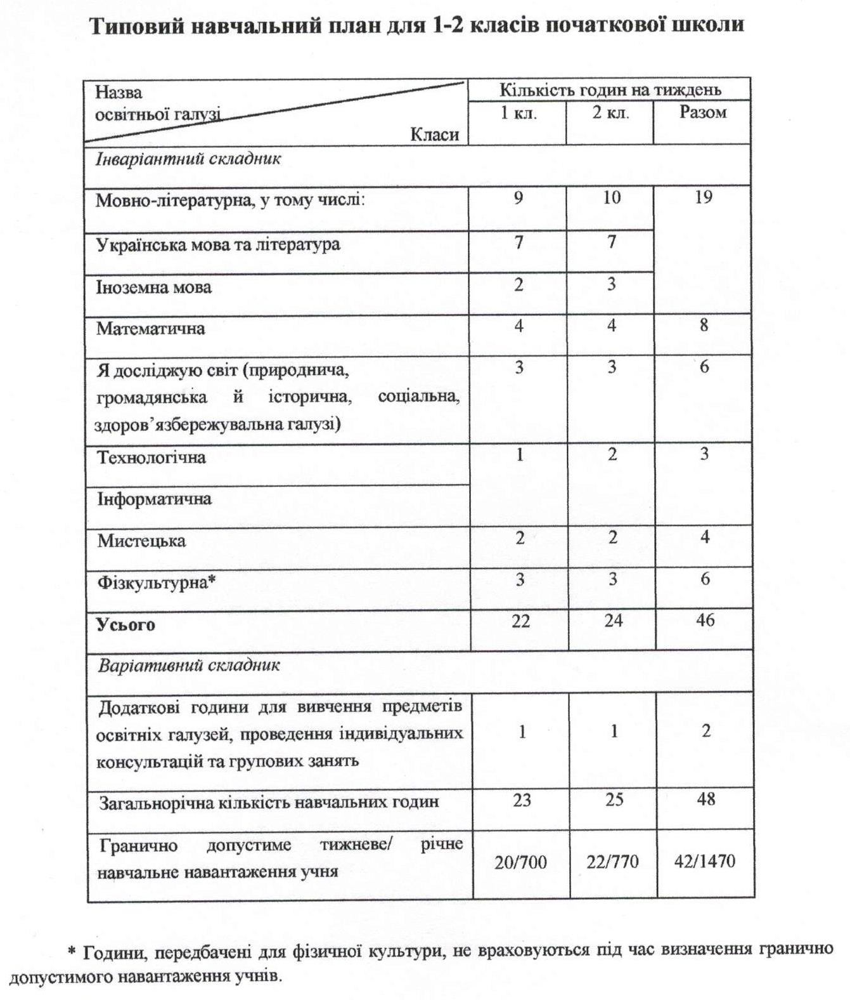 Типовий навчальний план для 1-2 класів початкової школи
Назва
освітньої галузі
Класи
Кількість годин на тиждень
1 кл. 2 кл. Разом
Інваріантний складник
Мовно-літературна, у тому числі: 9 10 19
Українська мова та література 7 7
Іноземна мова 2 3
Математична 4 4 8
Я досліджую світ (природнича, 3 3 6
громадянська й історична, соціальна,
здоров’язбережувальна галузі)
Технологічна 1 2 3
Інформатична
Мистецька 2 2 4
Фізкультурна* 3 3 6
Усього 22 24 46
Варіативний складник
Додаткові години для вивчення предметів
освітніх галузей, проведення індивідуальних 1 1 2
консультацій та групових занять
Загальнорічна кількість навчальних годин 23 25 48
Гранично допустиме тижневе/ річне
навчальне навантаження учня 20/700 22/770 42/1470
* Години, передбачені для фізичної культури, не враховуються під час визначення гранично
допустимого навантаження учнів.